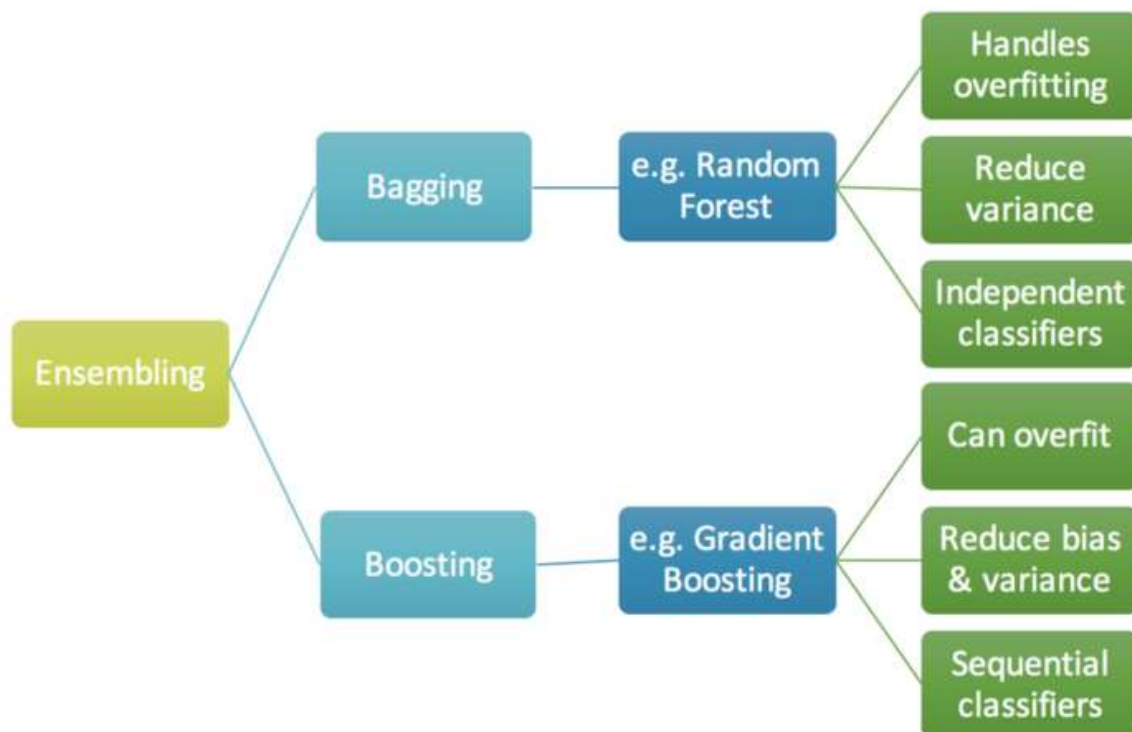 Ensembling
Bagging
e.g. Random
Forest
Handles
overfitting
Reduce
variance
Independent
classifiers
Boosting
e.g. Gradient
Boosting
Can overfit
Reduce bias
& variance
Sequential
classifiers